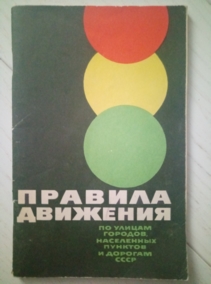 ПРАВИЛА
ДВИЖЕНИЯ
ПО УЛИЦАМ
ГОРОДОВ,
НАСЕЛЕННЫХ
ПУНКТОВ
И ДОРОГАМ
СССР